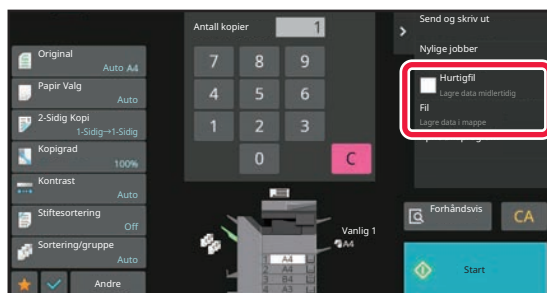 Original
Auto A4
Papir Valg
Auto
2-Sidig Kopi
1-Sidig→1-Sidig
Kopigrad
100%
Kontrast
Auto
Stiftesortering
Off
Sortering/gruppe
Auto
Andre
Antall kopier
1
7 8 9
4 5 6
1 2 3
0 C
Vanlig 1
A4
A4
A4
B4
A3
Send og skriv ut
Nylige jobber
Hurtigfil
Lagre data midlertidig
Fil
Lagre data i mappe
Forhåndsvis
CA
Start